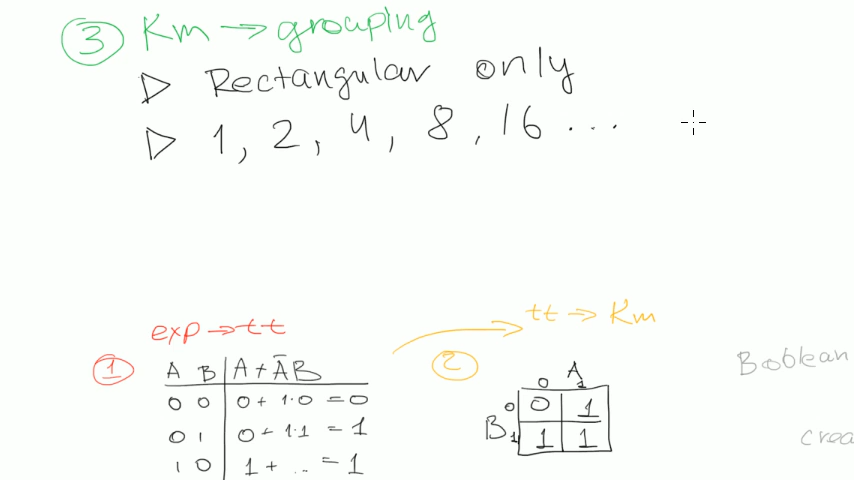 3 Km → grouping
▷ Rectangular only
▷ 1, 2, 4, 8, 16 ...
exp → tt
1
A B | A + ĀB
0 0 | 0 + 1·0 = 0
0 1 | 0 + 1·1 = 1
1 0 | 1 + .. = 1
tt → Km
2
A
0 1
B 0 0 1
1 1 1
Boolean
crea